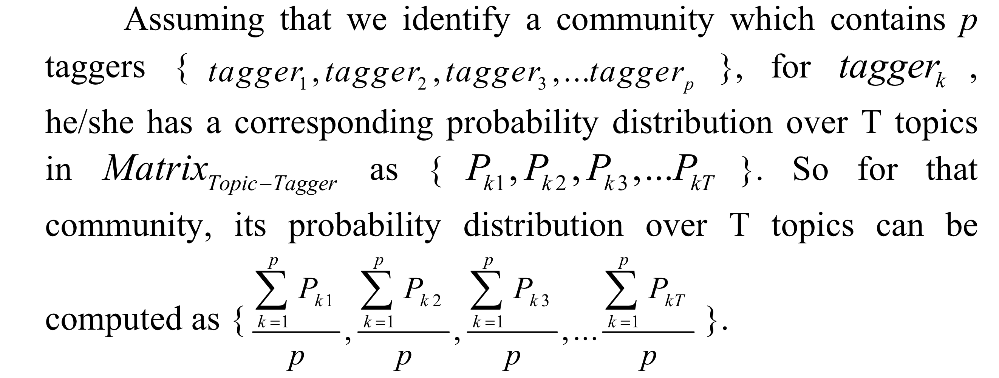 Assuming that we identify a community which contains p
taggers { tagger_1, tagger_2, tagger_3, ...tagger_p }, for tagger_k ,
he/she has a corresponding probability distribution over T topics
in Matrix_{Topic−Tagger} as { P_{k1}, P_{k2}, P_{k3}, ...P_{kT} }. So for that
community, its probability distribution over T topics can be
computed as { \frac{\sum_{k=1}^{p} P_{k1}}{p}, \frac{\sum_{k=1}^{p} P_{k2}}{p}, \frac{\sum_{k=1}^{p} P_{k3}}{p}, ... \frac{\sum_{k=1}^{p} P_{kT}}{p} }.